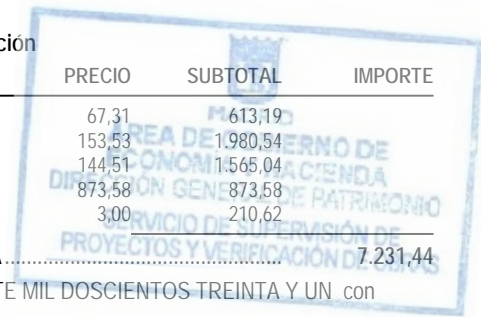 ción
PRECIO SUBTOTAL IMPORTE
67,31 613,19
153,53 1.980,54
144,51 1.565,04
873,58 873,58
3,00 210,62
7.231,44
TE MIL DOSCIENTOS TREINTA Y UN con
MADRID
ÁREA DE GOBIERNO DE
ECONOMÍA Y HACIENDA
DIRECCIÓN GENERAL DE PATRIMONIO
SERVICIO DE SUPERVISIÓN DE
PROYECTOS Y VERIFICACIÓN DE OBRAS